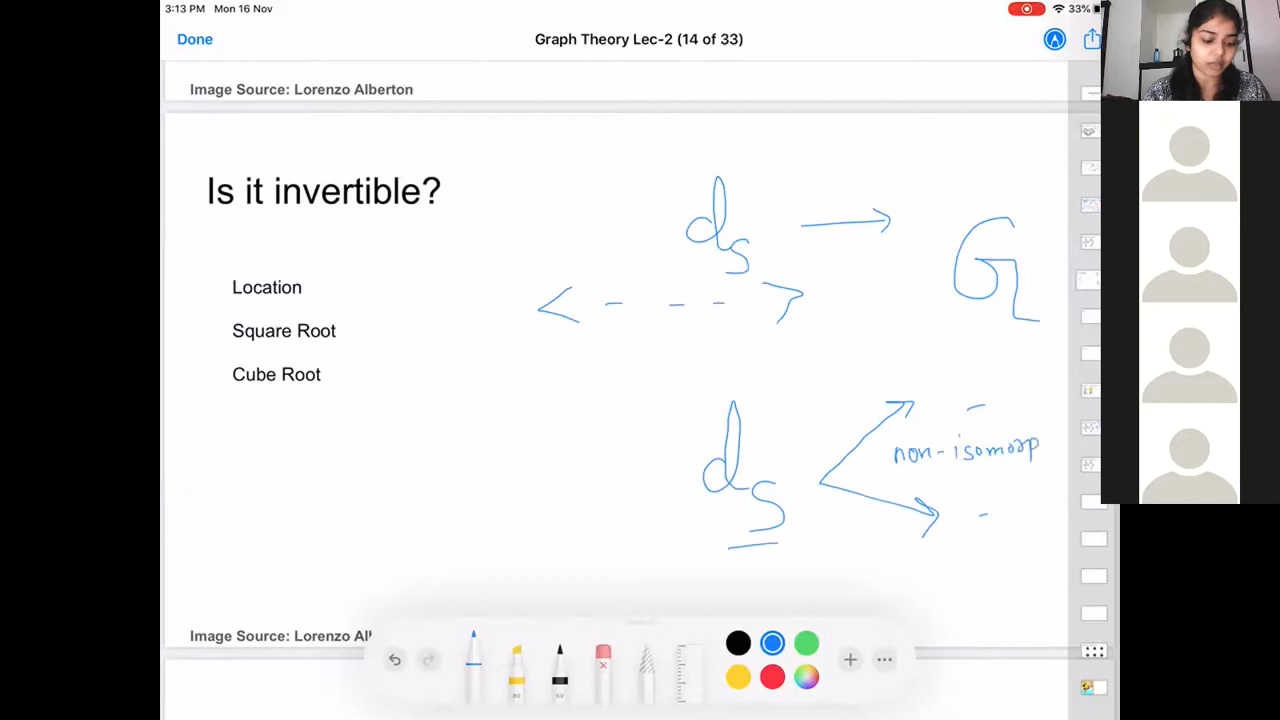 3:13 PM Mon 16 Nov
33%
Done
Graph Theory Lec-2 (14 of 33)
Image Source: Lorenzo Alberton
Is it invertible?
ds → G
Location
Square Root
Cube Root
ds
non-isomorp
Image Source: Lorenzo Al